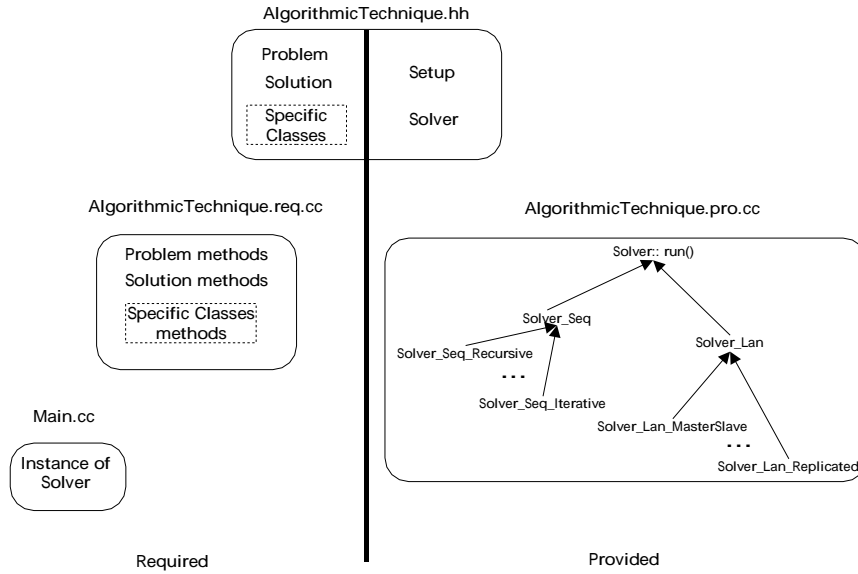 AlgorithmicTechnique.hh
Problem
Solution
Specific
Classes
Setup
Solver
AlgorithmicTechnique.req.cc
Problem methods
Solution methods
Specific Classes
methods
Main.cc
Instance of
Solver
Required
AlgorithmicTechnique.pro.cc
Solver:: run()
Solver_Seq
Solver_Lan
Solver_Seq_Recursive
...
Solver_Seq_Iterative
Solver_Lan_MasterSlave
...
Solver_Lan_Replicated
Provided